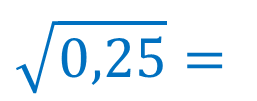 √0,25 =